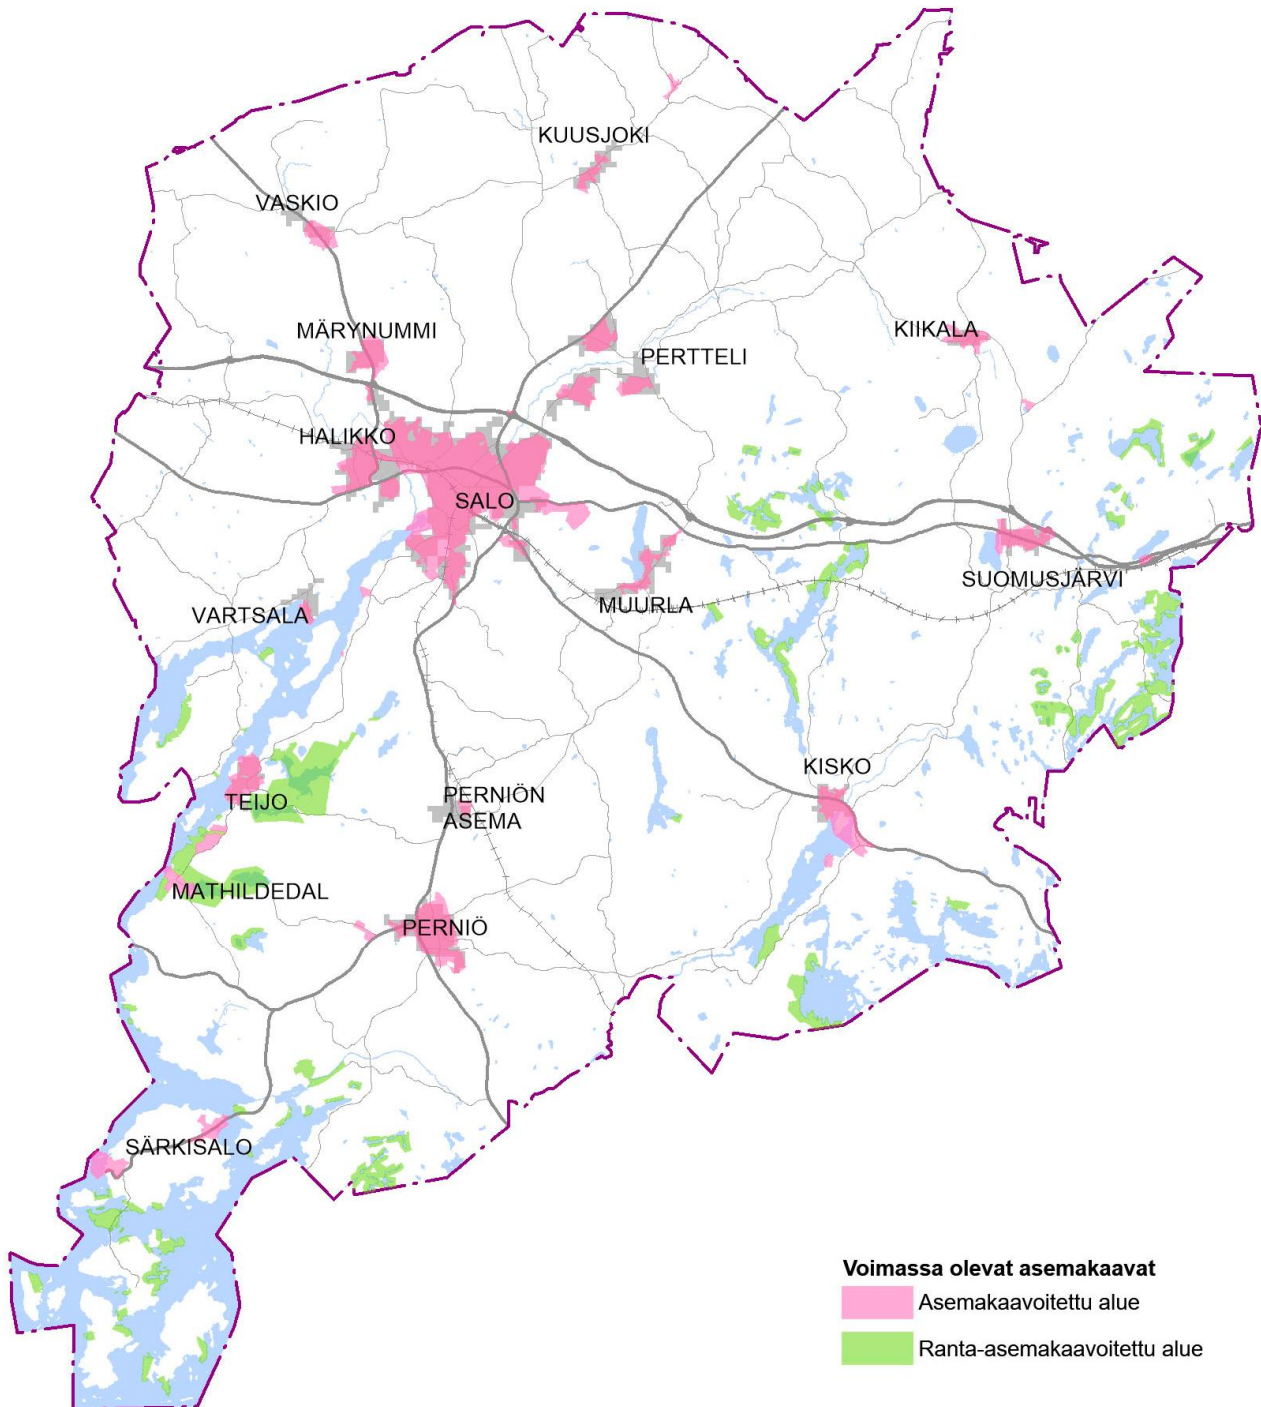 KUUSJOKI
VASKIO
MÄRYNUMMI
KIIKALA
PERTTELI
HALIKKO
SALO
SUOMUSJÄRVI
MUURLA
VARTSALA
KISKO
TEIJO
PERNIÖN
ASEMA
MATHILDEDAL
PERNIÖ
SÄRKISALO
Voimassa olevat asemakaavat
Asemakaavoitettu alue
Ranta-asemakaavoitettu alue